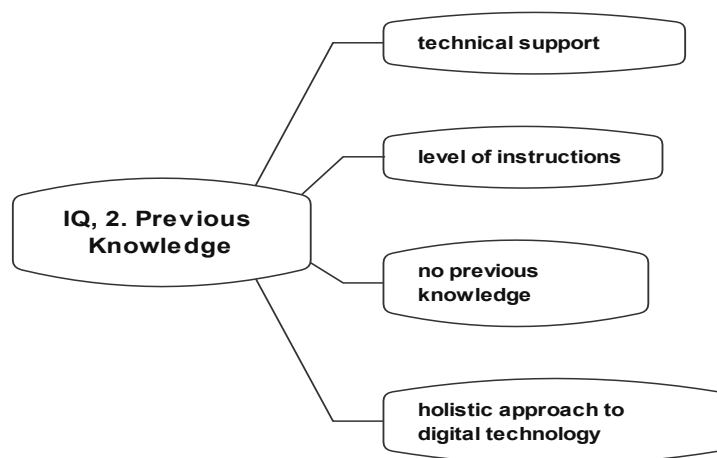 technical support
level of instructions
IQ, 2. Previous
Knowledge
no previous
knowledge
holistic approach to
digital technology